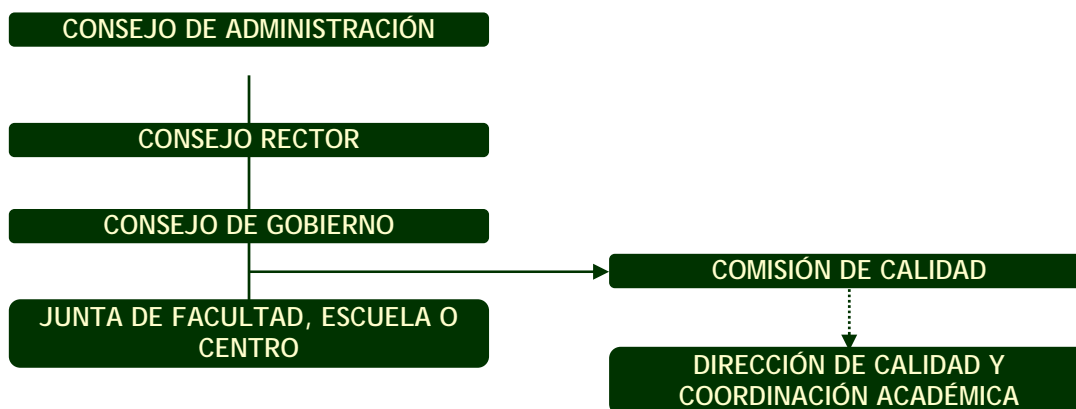 CONSEJO DE ADMINISTRACIÓN
CONSEJO RECTOR
CONSEJO DE GOBIERNO
JUNTA DE FACULTAD, ESCUELA O
CENTRO
COMISIÓN DE CALIDAD
DIRECCIÓN DE CALIDAD Y
COORDINACIÓN ACADÉMICA